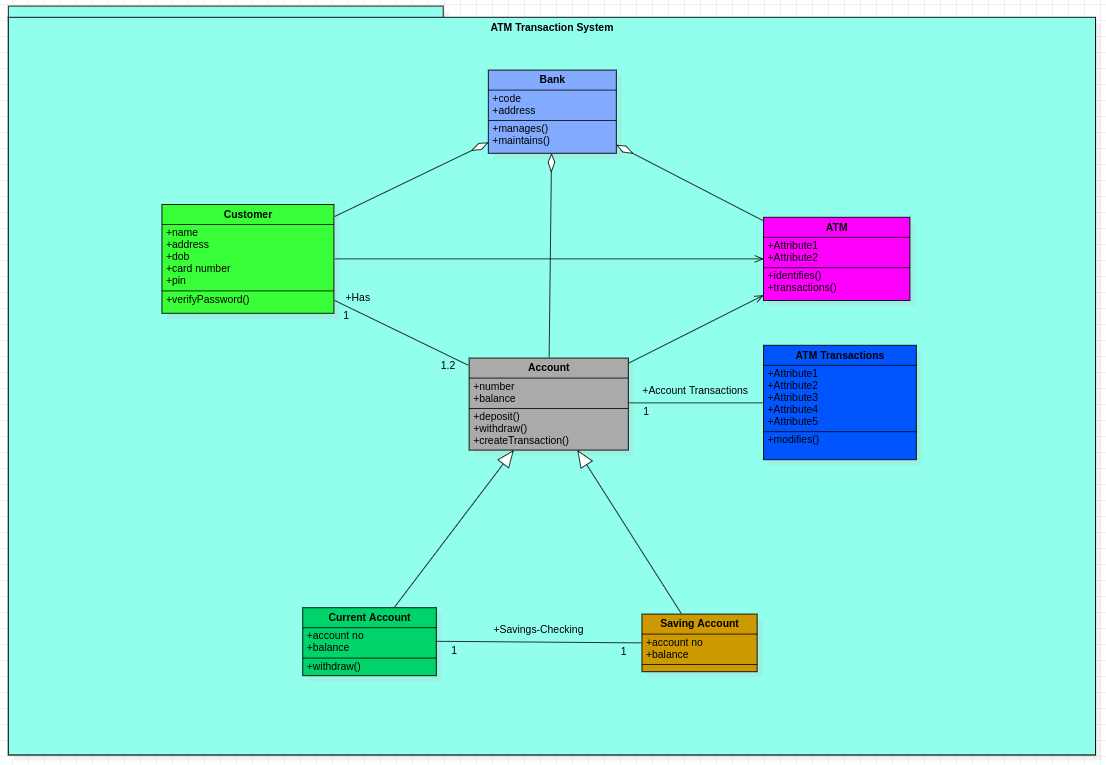 ATM Transaction System
Bank
+code
+address
+manages()
+maintains()
Customer
+name
+address
+dob
+card number
+pin
+verifyPassword()
ATM
+Attribute1
+Attribute2
+identifies()
+transactions()
+Has
1
1.2
Account
+number
+balance
+deposit()
+withdraw()
+createTransaction()
+Account Transactions
1
ATM Transactions
+Attribute1
+Attribute2
+Attribute3
+Attribute4
+Attribute5
+modifies()
Current Account
+account no
+balance
+withdraw()
+Savings-Checking
1
1
Saving Account
+account no
+balance